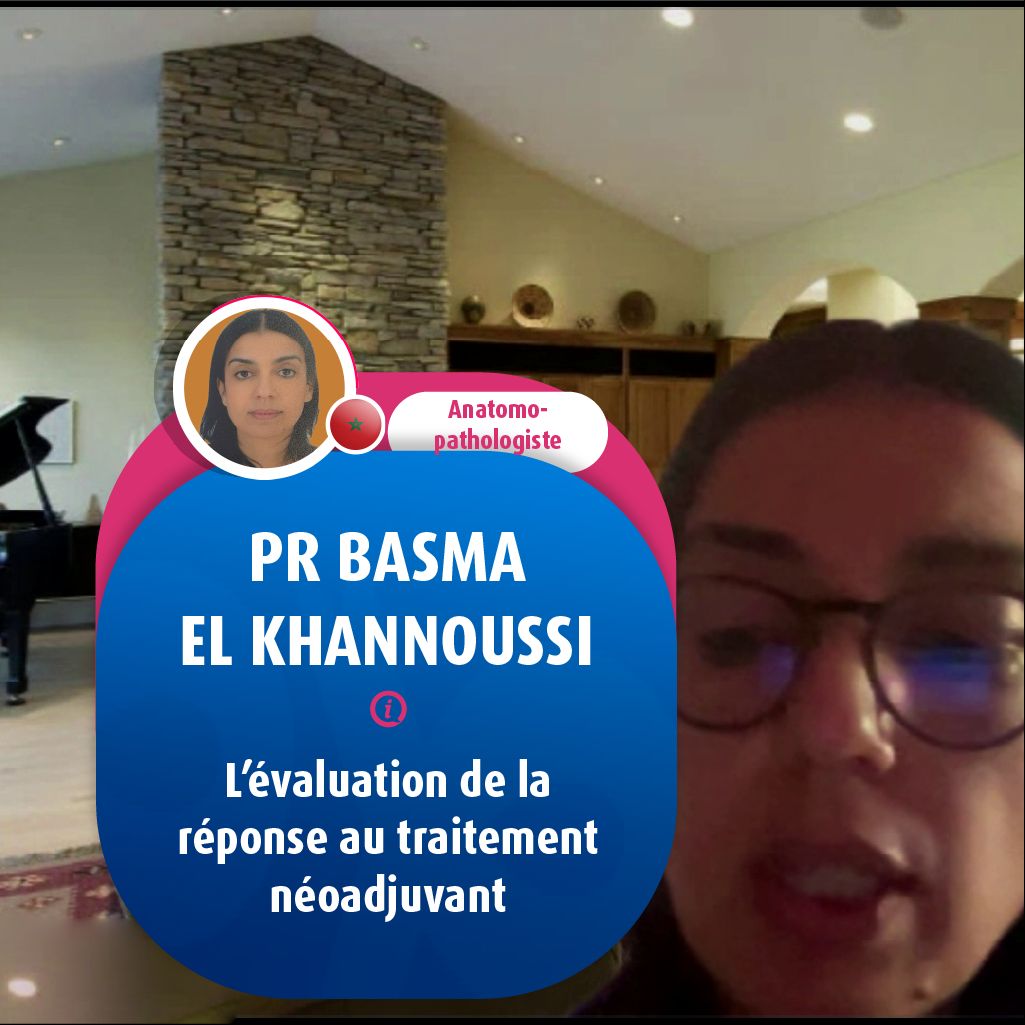 Anatomo-
pathologiste
PR BASMA
EL KHANNOUSSI
i
L’évaluation de la
réponse au traitement
néoadjuvant